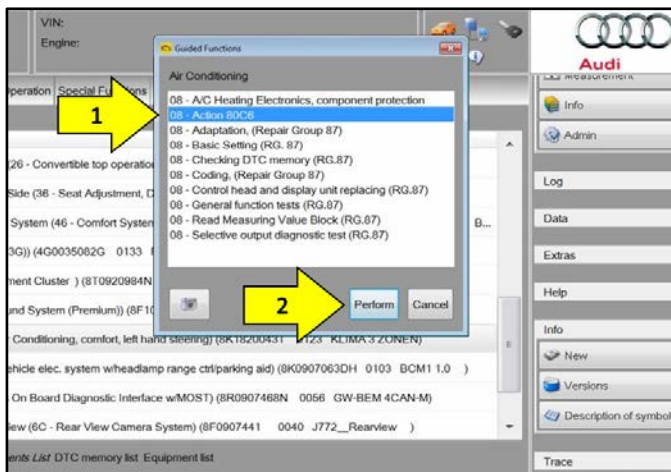 VIN:
Engine:
Audi
Guided Functions
Air Conditioning
08 - A/C Heating Electronics, component protection
08 - Action 80C6
08 - Adaptation, (Repair Group 87)
08 - Basic Setting (RG. 87)
08 - Checking DTC memory (RG.87)
08 - Coding, (Repair Group 87)
08 - Control head and display unit replacing (RG.87)
08 - General function tests (RG.87)
08 - Read Measuring Value Block (RG.87)
08 - Selective output diagnostic test (RG.87)
Perform
Cancel
1
2
Operation
Special Functions
(26 - Convertible top operatio
Side (36 - Seat Adjustment, D
System (46 - Comfort System
B...
3G)) (4G0035082G 0133
ment Cluster ) (8T0920984N
und System (Premium)) (8F10
Conditioning, comfort, left hand steering) (8K1820043T 0123 KLIMA 3 ZONEN)
ehicle elec. system w/headlamp range ctrl/parking aid) (8K0907063DH 0103 BCM1 1.0 )
On Board Diagnostic Interface w/MOST) (8R0907468N 0056 GW-BEM 4CAN-M)
iew (6C - Rear View Camera System) (8F0907441 0040 J772__Rearview )
ents List DTC memory list Equipment list
Measurement
Info
Admin
Log
Data
Extras
Help
Info
New
Versions
Description of symbol
Trace